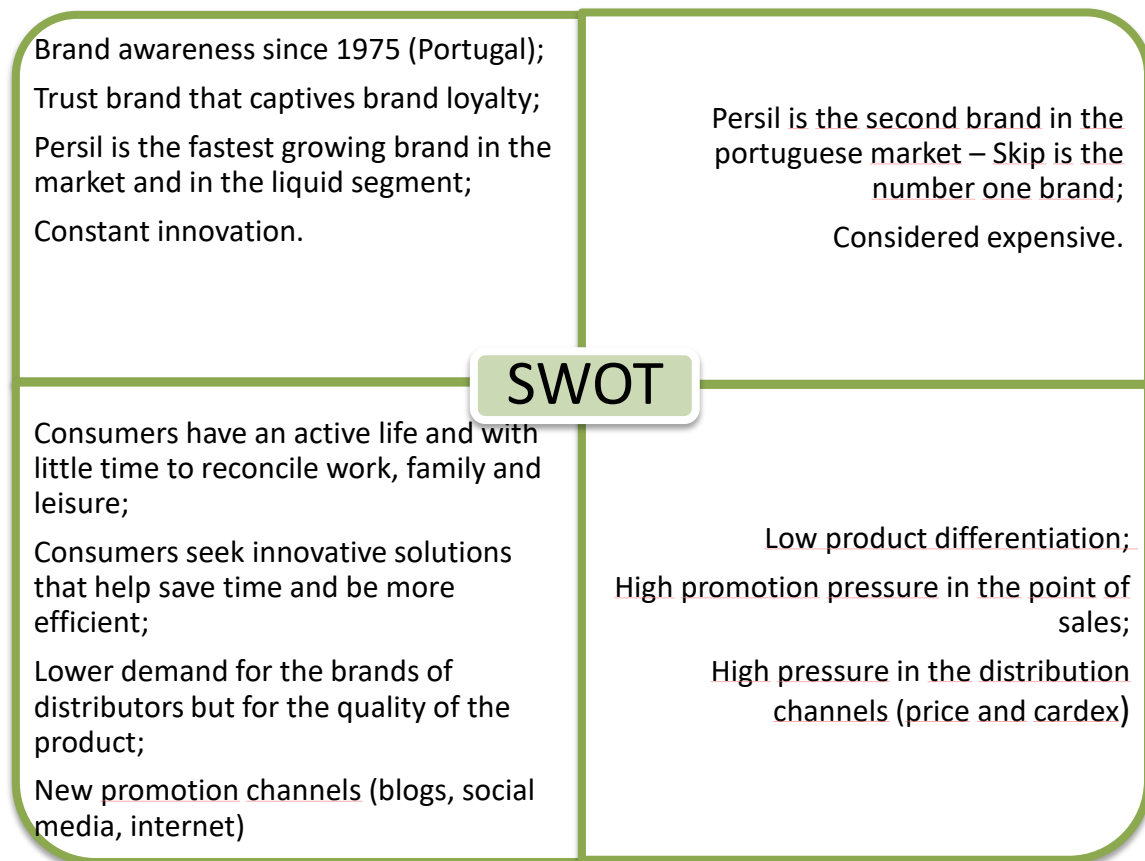 Brand awareness since 1975 (Portugal);
Trust brand that captives brand loyalty;
Persil is the fastest growing brand in the
market and in the liquid segment;
Constant innovation.
Persil is the second brand in the
portuguese market – Skip is the
number one brand;
Considered expensive.
SWOT
Consumers have an active life and with
little time to reconcile work, family and
leisure;
Consumers seek innovative solutions
that help save time and be more
efficient;
Lower demand for the brands of
distributors but for the quality of the
product;
New promotion channels (blogs, social
media, internet)
Low product differentiation;
High promotion pressure in the point of
sales;
High pressure in the distribution
channels (price and cardex)